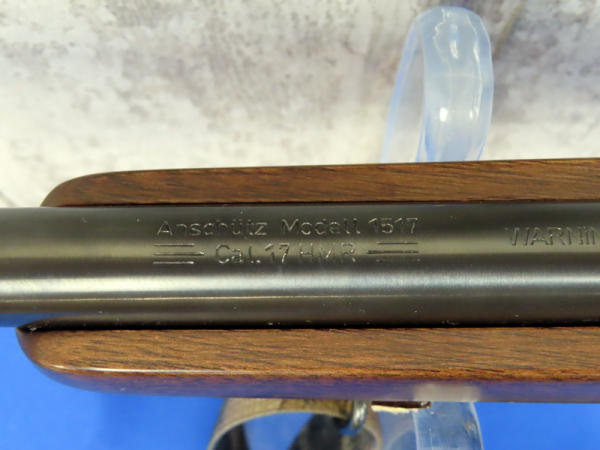 Anschütz Modell 1517
Cal. 17 HMR